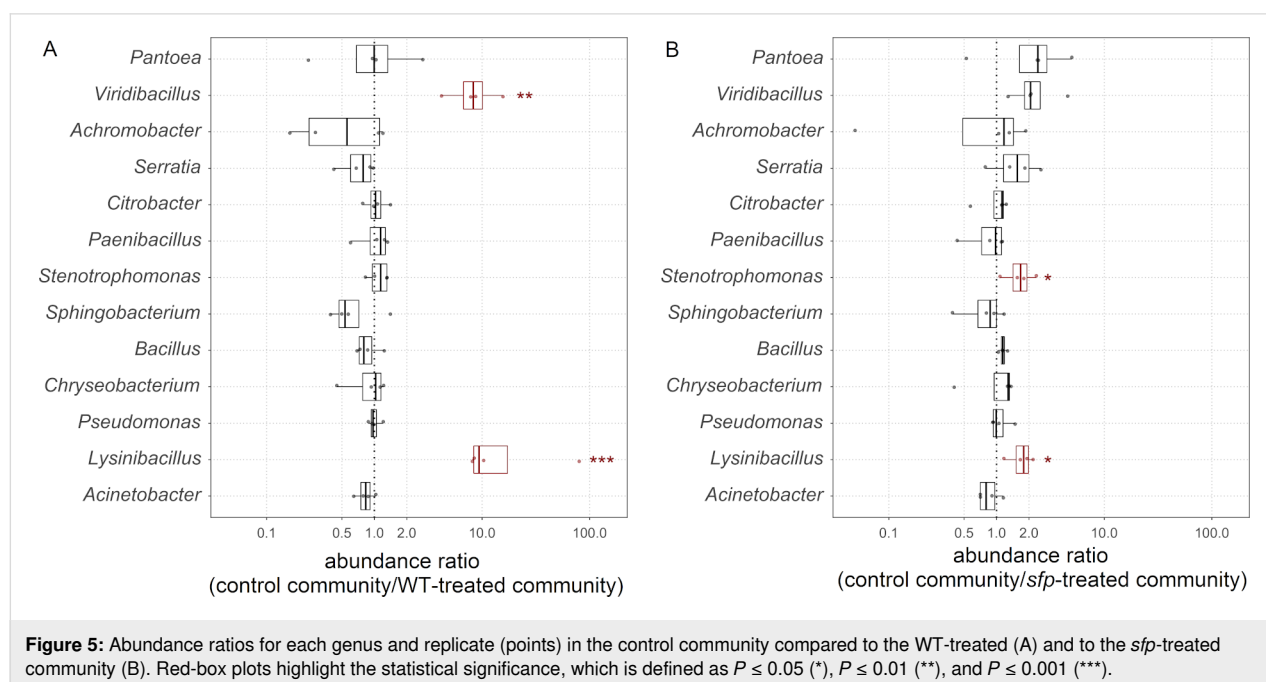 A
Pantoea
Viridibacillus
**
Achromobacter
Serratia
Citrobacter
Paenibacillus
Stenotrophomonas
Sphingobacterium
Bacillus
Chryseobacterium
Pseudomonas
Lysinibacillus
***
Acinetobacter
0.1 0.5 1.0 2.0 10.0 100.0
abundance ratio
(control community/WT-treated community)
B
Pantoea
Viridibacillus
Achromobacter
Serratia
Citrobacter
Paenibacillus
Stenotrophomonas
*
Sphingobacterium
Bacillus
Chryseobacterium
Pseudomonas
Lysinibacillus
*
Acinetobacter
0.1 0.5 1.0 2.0 10.0 100.0
abundance ratio
(control community/sfp-treated community)
Figure 5: Abundance ratios for each genus and replicate (points) in the control community compared to the WT-treated (A) and to the sfp-treated
community (B). Red-box plots highlight the statistical significance, which is defined as P ≤ 0.05 (*), P ≤ 0.01 (**), and P ≤ 0.001 (***).